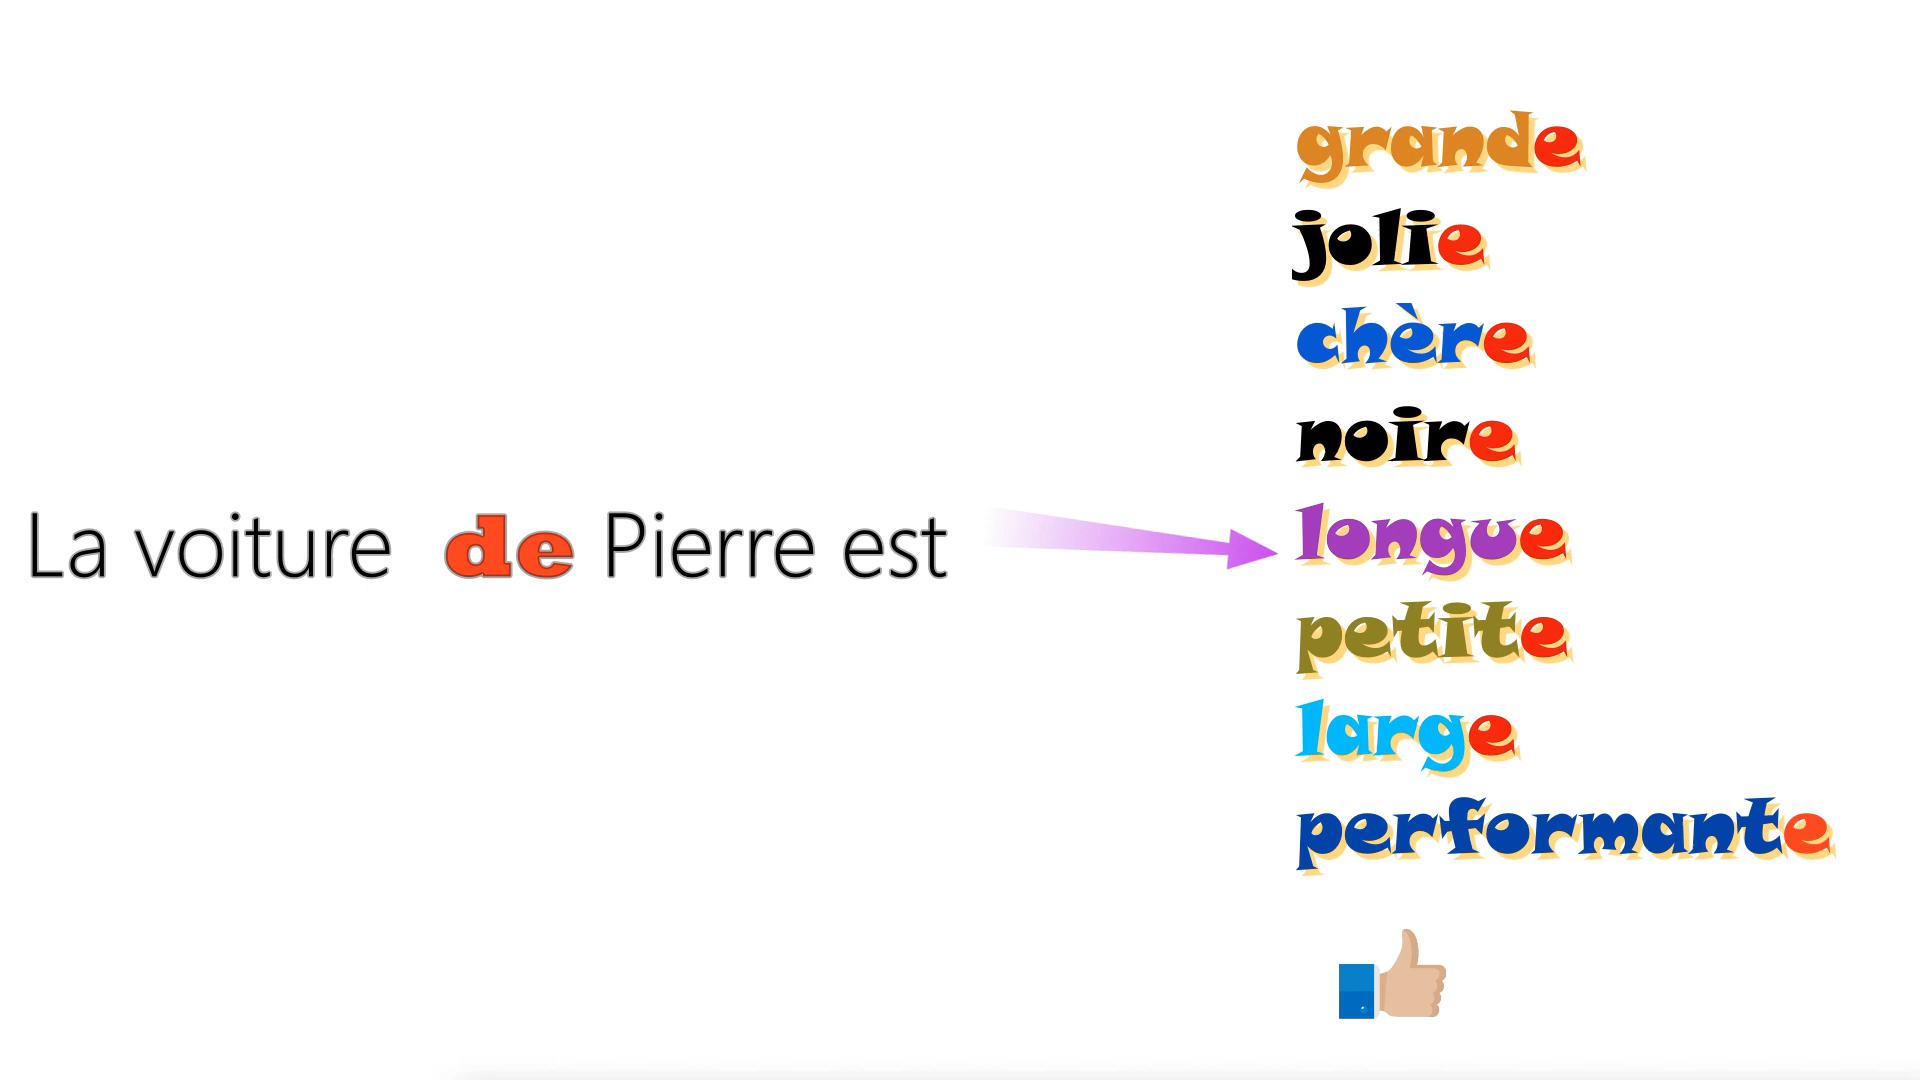 La voiture de Pierre est
grande
jolie
chère
noire
longue
petite
large
performante